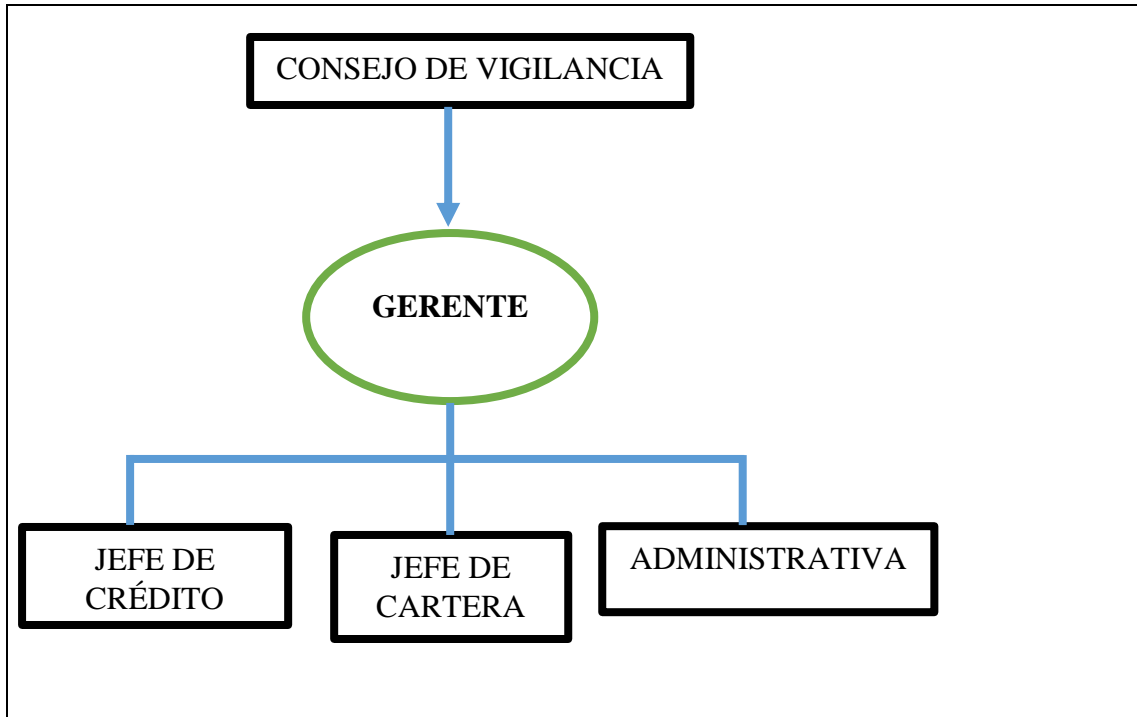 CONSEJO DE VIGILANCIA
GERENTE
JEFE DE
CRÉDITO
JEFE DE
CARTERA
ADMINISTRATIVA